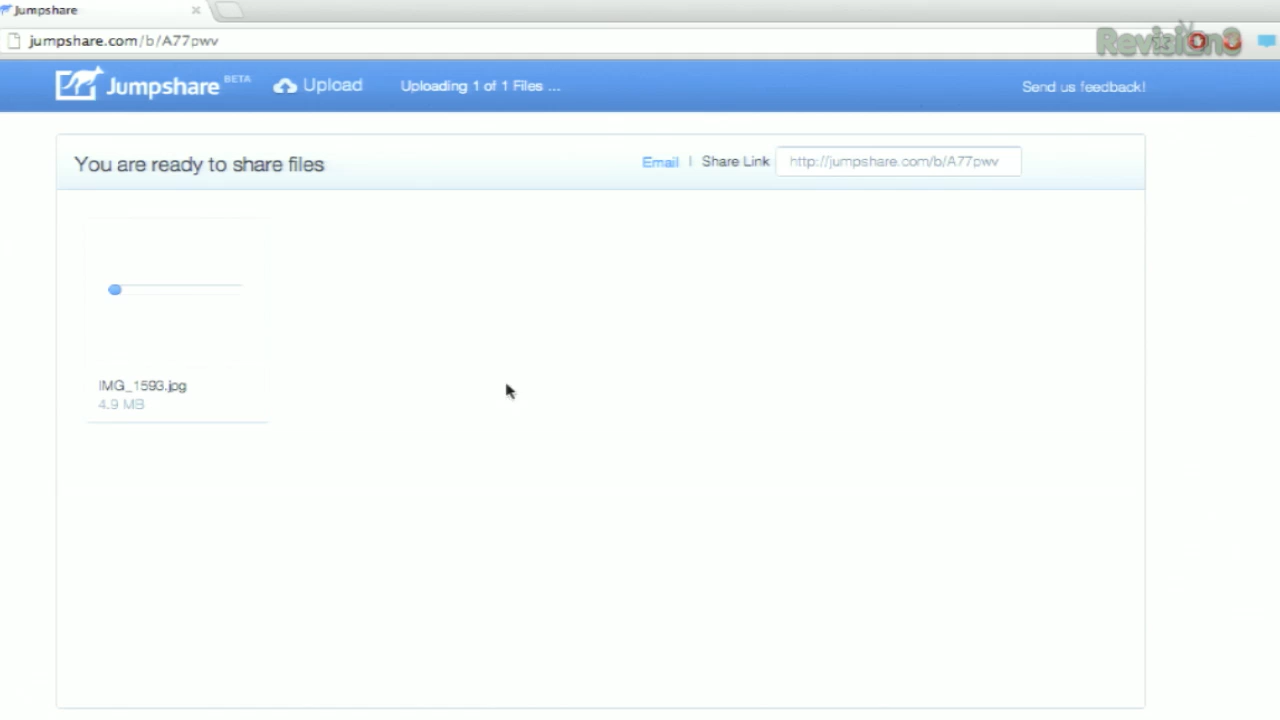 Jumpshare
jumpshare.com/b/A77pwv
Revision3
Jumpshare BETA
Upload
Uploading 1 of 1 Files ...
Send us feedback!
You are ready to share files
Email | Share Link
http://jumpshare.com/b/A77pwv
IMG_1593.jpg
4.9 MB